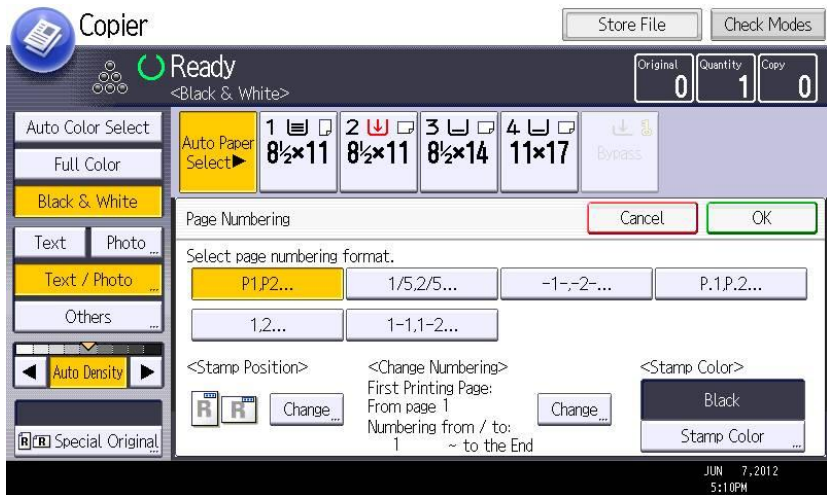 Copier
Store File
Check Modes
Ready
<Black & White>
Original
0
Quantity
1
Copy
0
Auto Color Select
Full Color
Black & White
Text
Photo
Text / Photo
Others
Auto Density
Special Original
Auto Paper
Select►
1
8½×11
2
8½×11
3
8½×14
4
11×17
Bypass
Page Numbering
Cancel
OK
Select page numbering format.
P1,P2...
1/5,2/5...
-1-,-2-...
P.1,P.2...
1,2...
1-1,1-2...
<Stamp Position>
R R
Change
<Change Numbering>
First Printing Page:
From page 1
Numbering from / to:
1 ~ to the End
Change
<Stamp Color>
Black
Stamp Color
JUN 7,2012
5:10PM